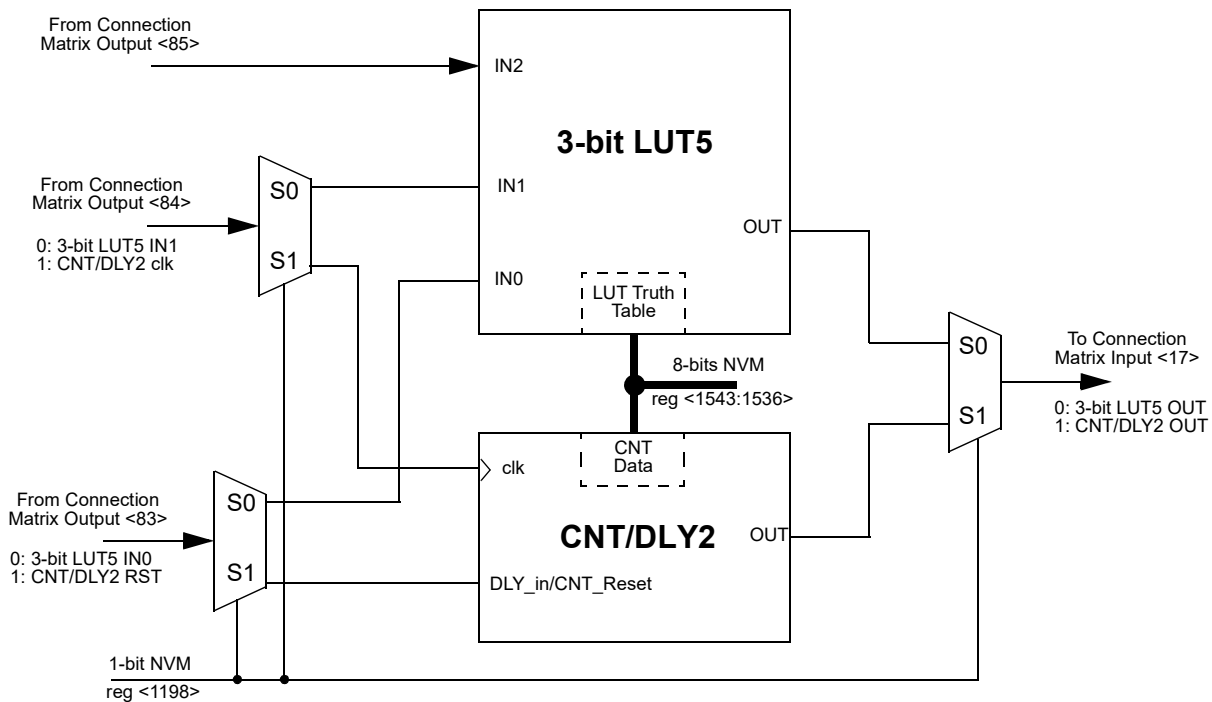 From Connection
Matrix Output <85>
IN2
3-bit LUT5
From Connection
Matrix Output <84>
S0
IN1
0: 3-bit LUT5 IN1
1: CNT/DLY2 clk
S1
OUT
IN0
LUT Truth
Table
8-bits NVM
reg <1543:1536>
S0
S1
To Connection
Matrix Input <17>
0: 3-bit LUT5 OUT
1: CNT/DLY2 OUT
CNT
Data
clk
From Connection
Matrix Output <83>
S0
CNT/DLY2
OUT
0: 3-bit LUT5 IN0
1: CNT/DLY2 RST
S1
DLY_in/CNT_Reset
1-bit NVM
reg <1198>